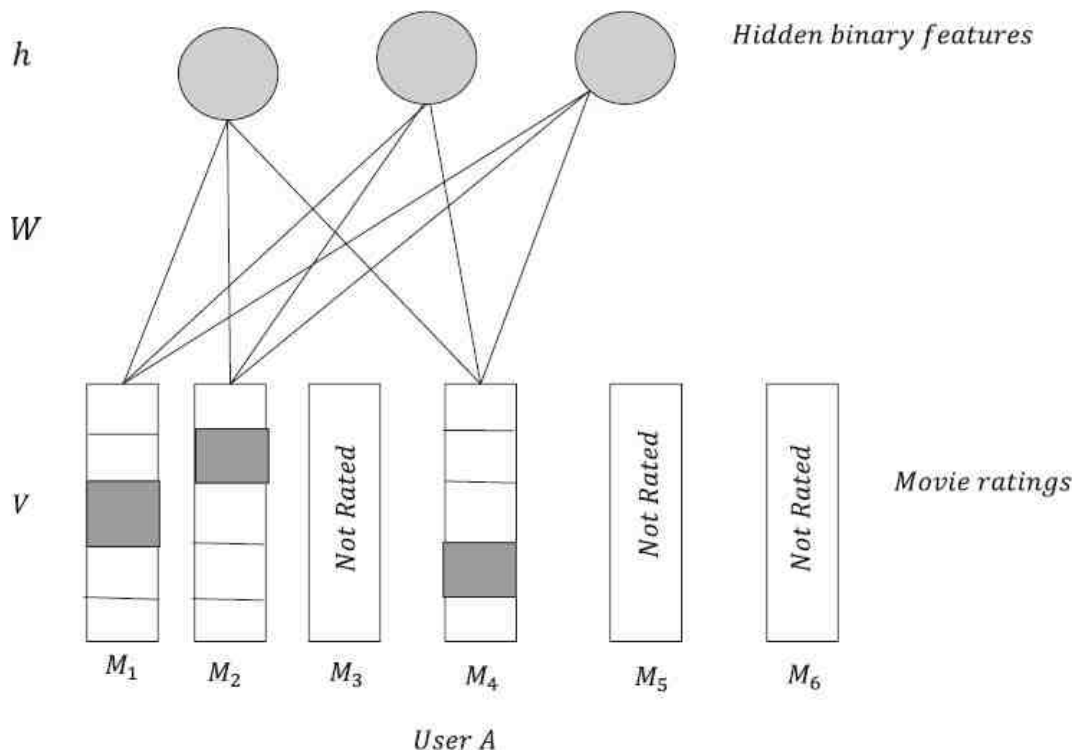 h
Hidden binary features
W
V
Not Rated
Not Rated
Not Rated
Movie ratings
M₁ M₂ M₃ M₄ M₅ M₆
User A